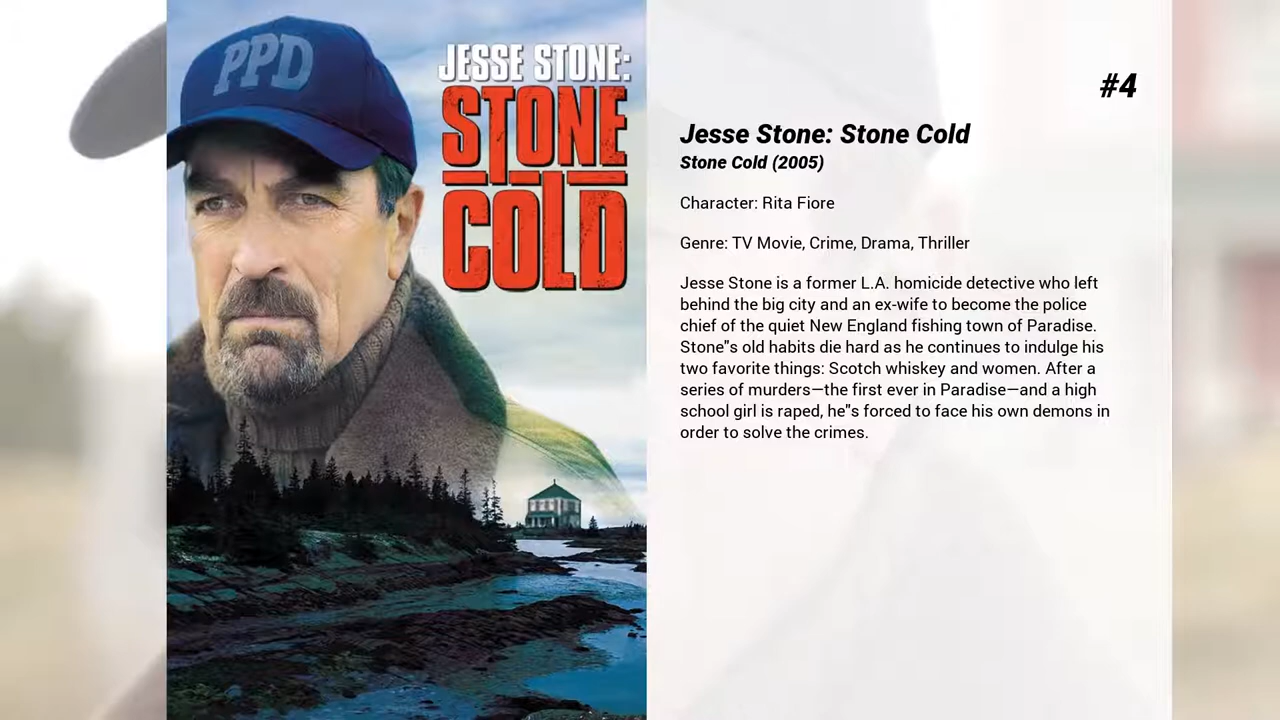 PPD
JESSE STONE:
STONE
COLD
#4
Jesse Stone: Stone Cold
Stone Cold (2005)
Character: Rita Fiore
Genre: TV Movie, Crime, Drama, Thriller
Jesse Stone is a former L.A. homicide detective who left
behind the big city and an ex-wife to become the police
chief of the quiet New England fishing town of Paradise.
Stone"s old habits die hard as he continues to indulge his
two favorite things: Scotch whiskey and women. After a
series of murders—the first ever in Paradise—and a high
school girl is raped, he"s forced to face his own demons in
order to solve the crimes.